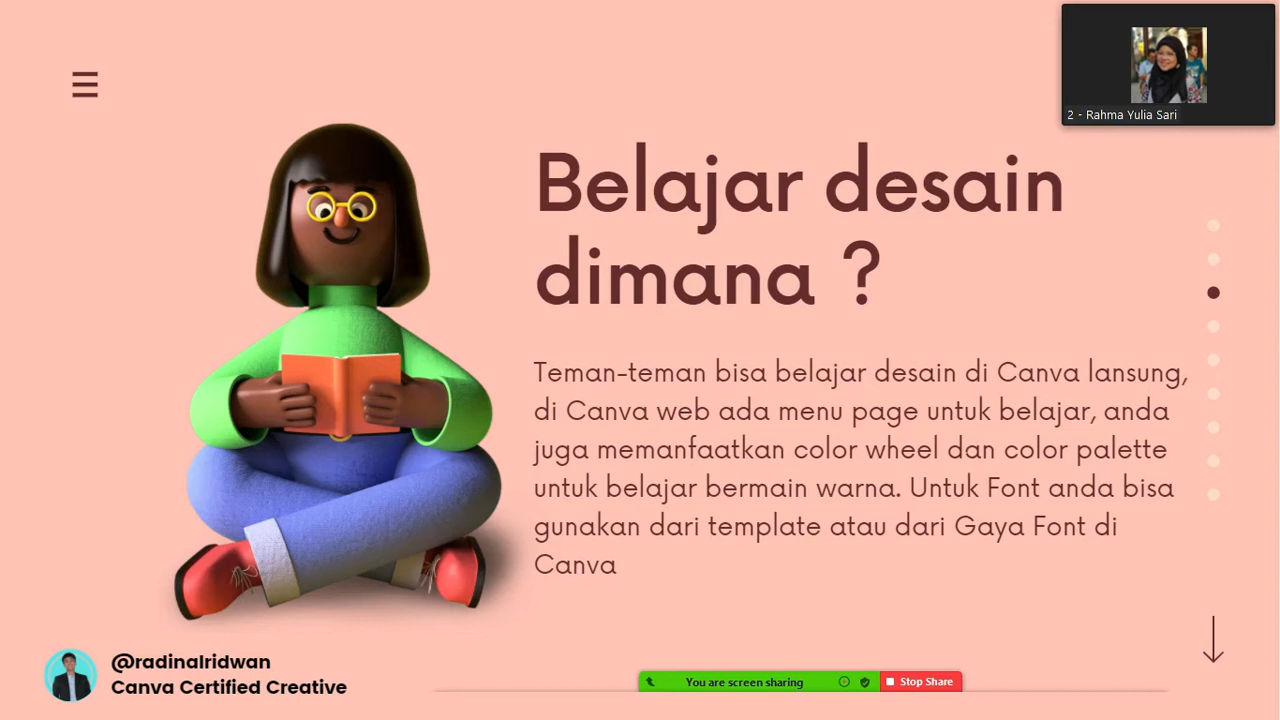 2 - Rahma Yulia Sari
Belajar desain
dimana ?
Teman-teman bisa belajar desain di Canva lansung,
di Canva web ada menu page untuk belajar, anda
juga memanfaatkan color wheel dan color palette
untuk belajar bermain warna. Untuk Font anda bisa
gunakan dari template atau dari Gaya Font di
Canva
@radinalridwan
Canva Certified Creative
You are screen sharing
Stop Share